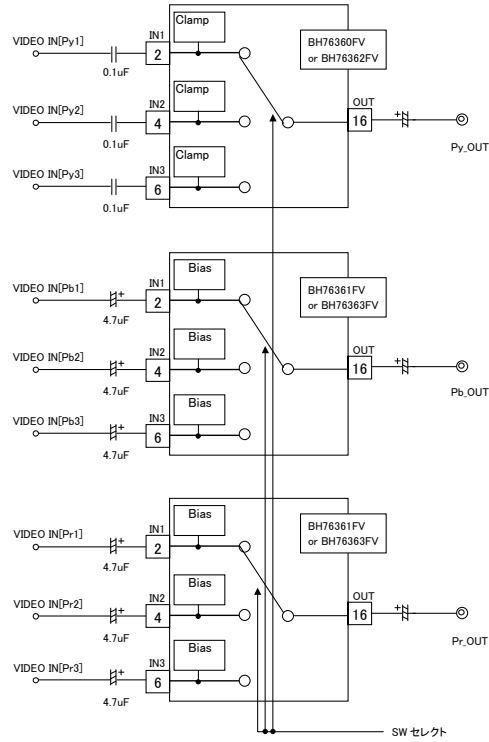 Clamp
IN1
VIDEO IN[Py1]
2
0.1uF
BH76360FV
or BH76362FV
Clamp
IN2
VIDEO IN[Py2]
4
0.1uF
OUT
16
Py_OUT
Clamp
IN3
VIDEO IN[Py3]
6
0.1uF
Bias
IN1
VIDEO IN[Pb1]
+
2
4.7uF
BH76361FV
or BH76363FV
Bias
IN2
VIDEO IN[Pb2]
+
4
4.7uF
OUT
16
+
Pb_OUT
Bias
IN3
VIDEO IN[Pb3]
+
6
4.7uF
Bias
IN1
VIDEO IN[Pr1]
+
2
4.7uF
BH76361FV
or BH76363FV
Bias
IN2
VIDEO IN[Pr2]
+
4
4.7uF
OUT
16
+
Pr_OUT
Bias
IN3
VIDEO IN[Pr3]
+
6
4.7uF
SW セレクト